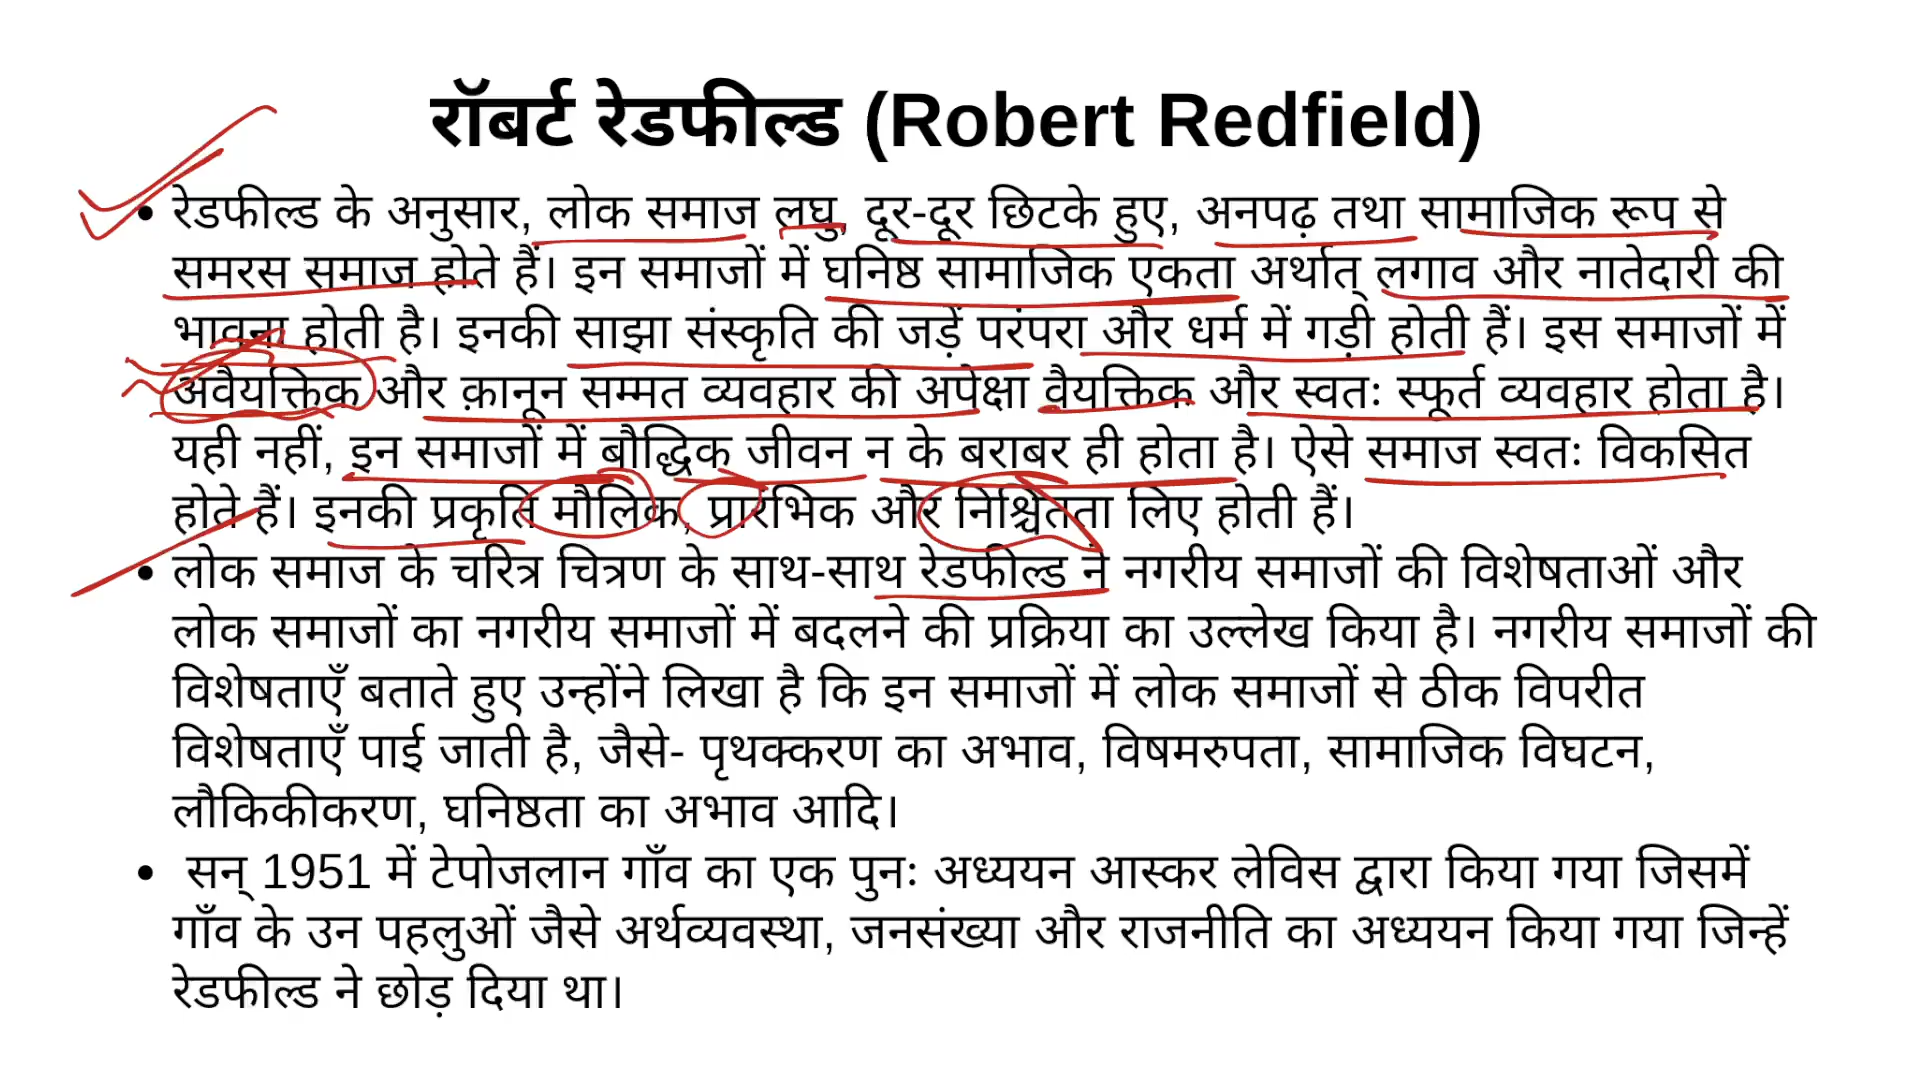 रॉबर्ट रेडफील्ड (Robert Redfield)
• रेडफील्ड के अनुसार, लोक समाज लघु, दूर-दूर छिटके हुए, अनपढ़ तथा सामाजिक रूप से
समरस समाज होते हैं। इन समाजों में घनिष्ठ सामाजिक एकता अर्थात् लगाव और नातेदारी की
भावना होती है। इनकी साझा संस्कृति की जड़ें परंपरा और धर्म में गड़ी होती हैं। इस समाजों में
अवैयक्तिक और क़ानून सम्मत व्यवहार की अपेक्षा वैयक्तिक और स्वतः स्फूर्त व्यवहार होता है।
यही नहीं, इन समाजों में बौद्धिक जीवन न के बराबर ही होता है। ऐसे समाज स्वतः विकसित
होते हैं। इनकी प्रकृति मौलिक, प्रारंभिक और निश्चितता लिए होती हैं।
• लोक समाज के चरित्र चित्रण के साथ-साथ रेडफील्ड ने नगरीय समाजों की विशेषताओं और
लोक समाजों का नगरीय समाजों में बदलने की प्रक्रिया का उल्लेख किया है। नगरीय समाजों की
विशेषताएँ बताते हुए उन्होंने लिखा है कि इन समाजों में लोक समाजों से ठीक विपरीत
विशेषताएँ पाई जाती है, जैसे- पृथक्करण का अभाव, विषमरुपता, सामाजिक विघटन,
लौकिकीकरण, घनिष्ठता का अभाव आदि।
• सन् 1951 में टेपोजलान गाँव का एक पुनः अध्ययन आस्कर लेविस द्वारा किया गया जिसमें
गाँव के उन पहलुओं जैसे अर्थव्यवस्था, जनसंख्या और राजनीति का अध्ययन किया गया जिन्हें
रेडफील्ड ने छोड़ दिया था।